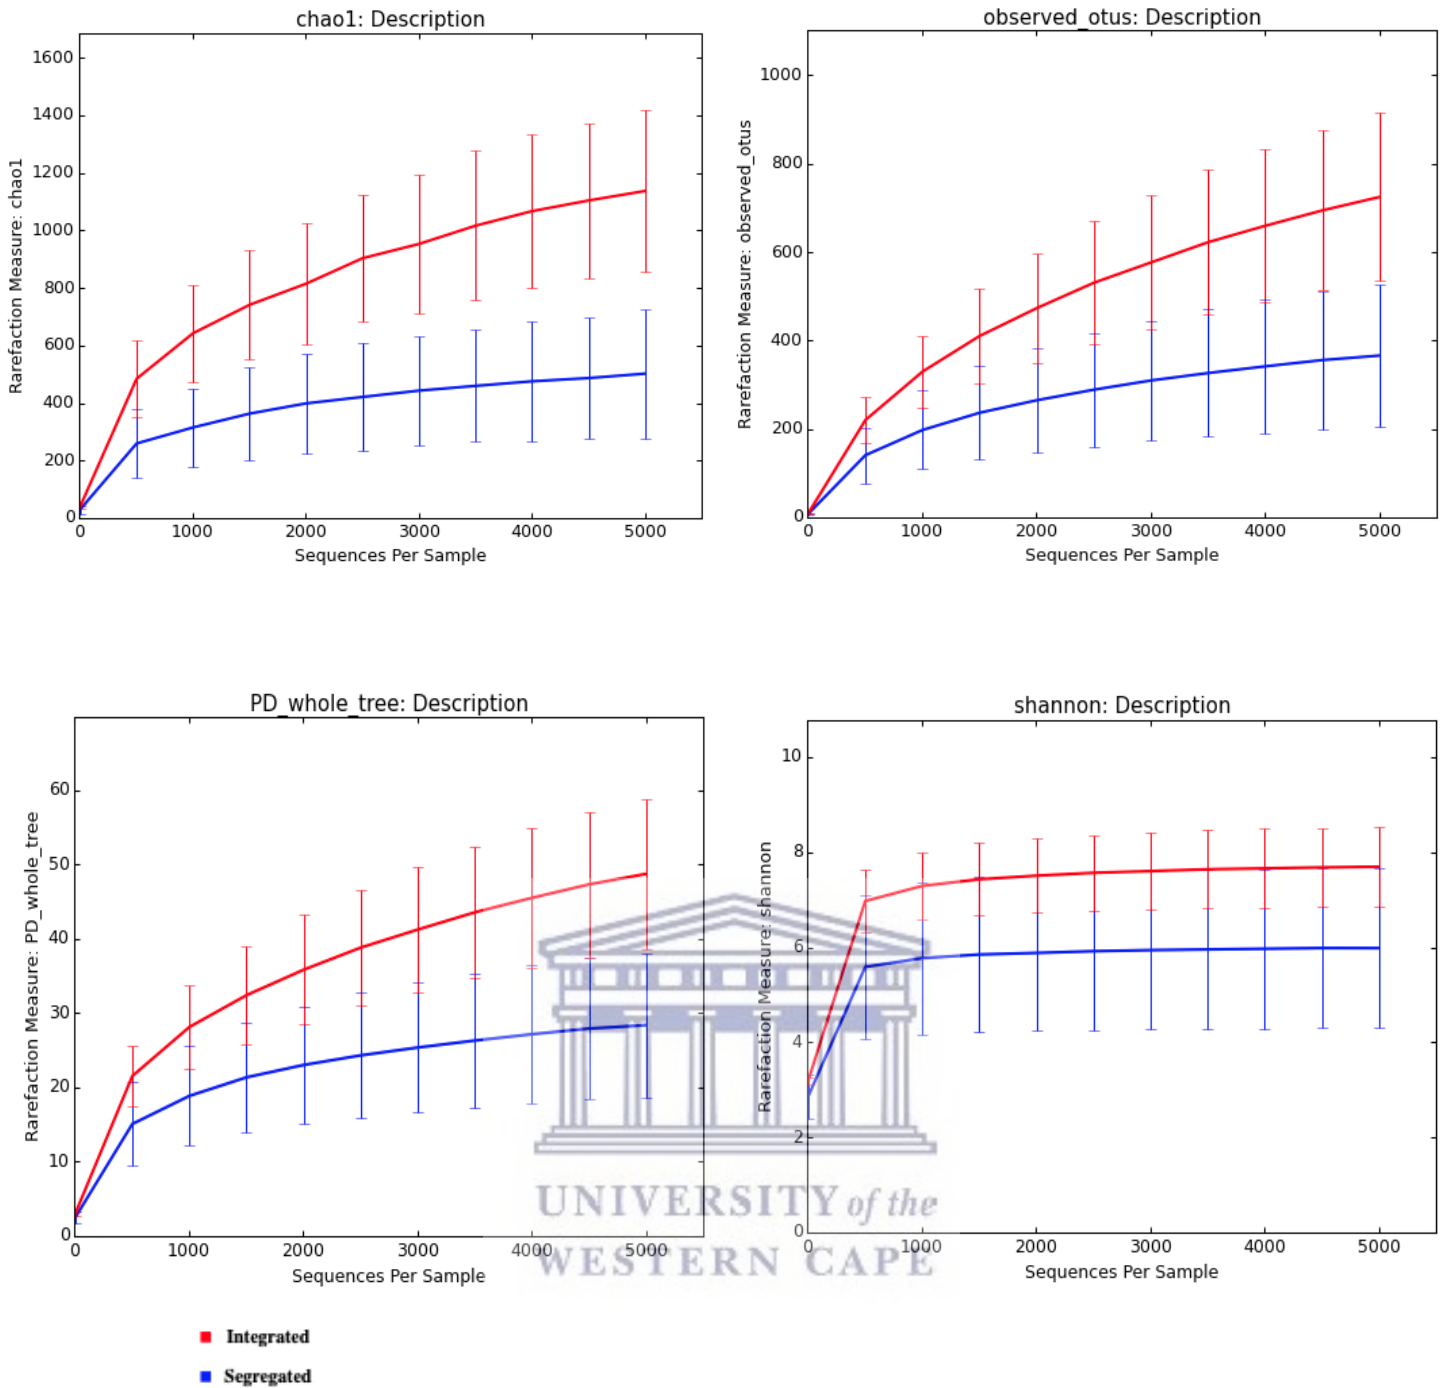 chao1: Description
1600
1400
1200
1000
800
600
400
200
0
Rarefaction Measure: chao1
0 1000 2000 3000 4000 5000
Sequences Per Sample
observed_otus: Description
1000
800
600
400
200
0
Rarefaction Measure: observed_otus
0 1000 2000 3000 4000 5000
Sequences Per Sample
PD_whole_tree: Description
60
50
40
30
20
10
0
Rarefaction Measure: PD_whole_tree
0 1000 2000 3000 4000 5000
Sequences Per Sample
shannon: Description
10
8
6
4
2
0
Rarefaction Measure: shannon
0 1000 2000 3000 4000 5000
Sequences Per Sample
UNIVERSITY of the
WESTERN CAPE
Integrated
Segregated